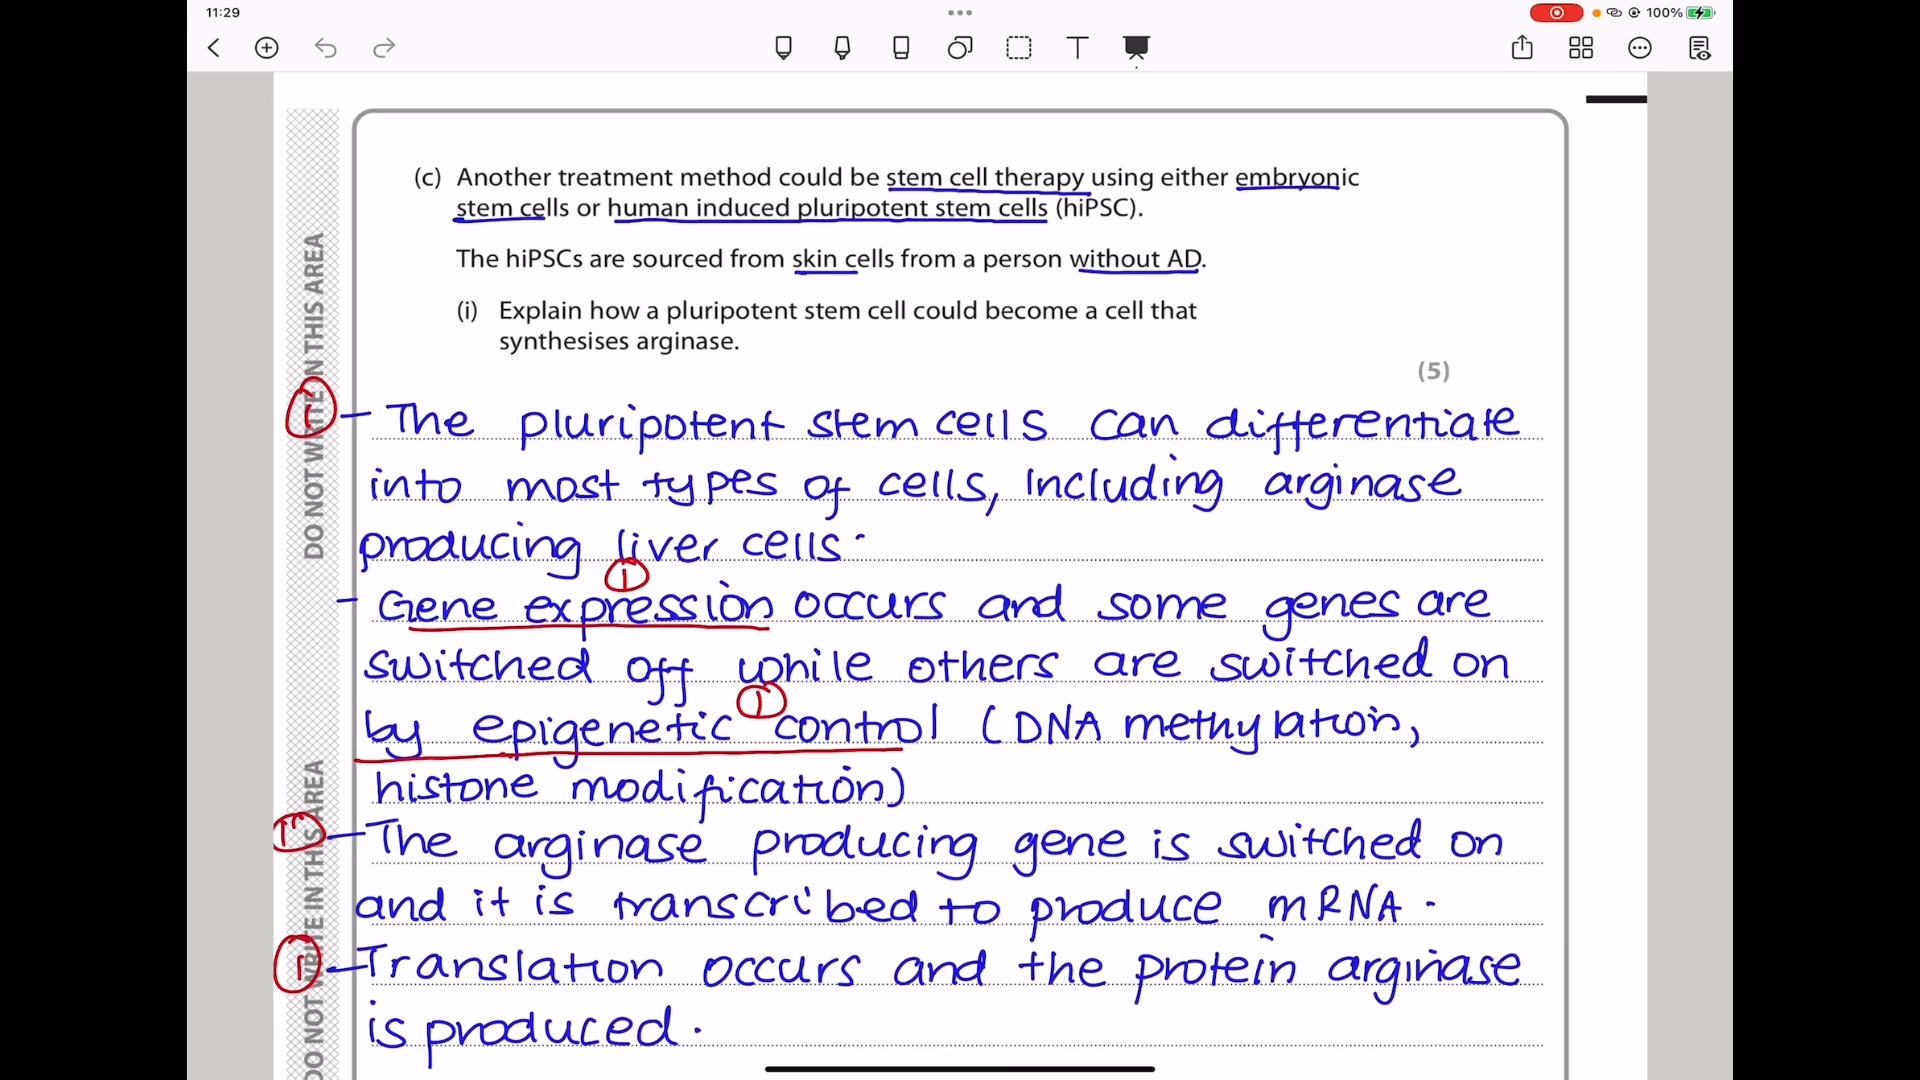 11:29
100%
(c) Another treatment method could be stem cell therapy using either embryonic
stem cells or human induced pluripotent stem cells (hiPSC).
The hiPSCs are sourced from skin cells from a person without AD.
(i) Explain how a pluripotent stem cell could become a cell that
synthesises arginase.
(5)
DO NOT WRITE IN THIS AREA
1
- The pluripotent stem cells can differentiate
into most types of cells, including arginase
producing liver cells.
1
- Gene expression occurs and some genes are
switched off while others are switched on
1
by epigenetic control (DNA methylation,
histone modification)
DO NOT WRITE IN THIS AREA
1
- The arginase producing gene is switched on
and it is transcribed to produce mRNA.
1
- Translation occurs and the protein arginase
is produced.